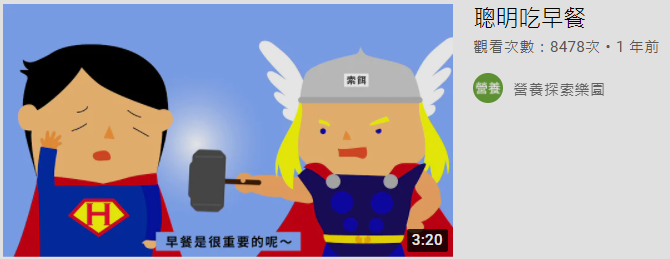 聰明吃早餐
觀看次數：8478次・1 年前
營養
營養探索樂園
索餌
H
早餐是很重要的呢～
3:20